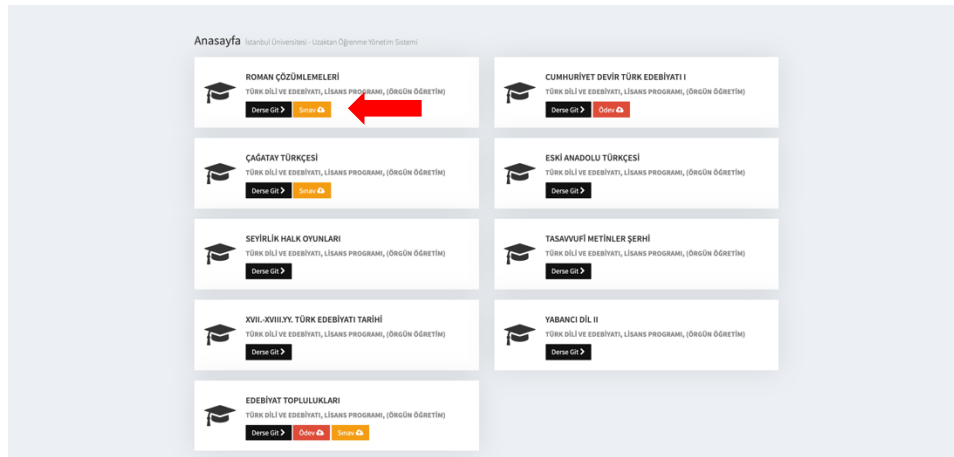 Anasayfa İstanbul Üniversitesi - Uzaktan Öğrenme Yönetim Sistemi
ROMAN ÇÖZÜMLEMELERİ
TÜRK DİLİ VE EDEBİYATI, LİSANS PROGRAMI, (ÖRGÜN ÖĞRETİM)
Derse Git Sınav
CUMHURİYET DEVİR TÜRK EDEBİYATI I
TÜRK DİLİ VE EDEBİYATI, LİSANS PROGRAMI, (ÖRGÜN ÖĞRETİM)
Derse Git Ödev
ÇAĞATAY TÜRKÇESİ
TÜRK DİLİ VE EDEBİYATI, LİSANS PROGRAMI, (ÖRGÜN ÖĞRETİM)
Derse Git Sınav
ESKİ ANADOLU TÜRKÇESİ
TÜRK DİLİ VE EDEBİYATI, LİSANS PROGRAMI, (ÖRGÜN ÖĞRETİM)
Derse Git
SEYİRLİK HALK OYUNLARI
TÜRK DİLİ VE EDEBİYATI, LİSANS PROGRAMI, (ÖRGÜN ÖĞRETİM)
Derse Git
TASAVVUFİ METİNLER ŞERHİ
TÜRK DİLİ VE EDEBİYATI, LİSANS PROGRAMI, (ÖRGÜN ÖĞRETİM)
Derse Git
XVII.-XVIII.YY. TÜRK EDEBİYATI TARİHİ
TÜRK DİLİ VE EDEBİYATI, LİSANS PROGRAMI, (ÖRGÜN ÖĞRETİM)
Derse Git
YABANCI DİL II
TÜRK DİLİ VE EDEBİYATI, LİSANS PROGRAMI, (ÖRGÜN ÖĞRETİM)
Derse Git
EDEBİYAT TOPLULUKLARI
TÜRK DİLİ VE EDEBİYATI, LİSANS PROGRAMI, (ÖRGÜN ÖĞRETİM)
Derse Git Ödev Sınav